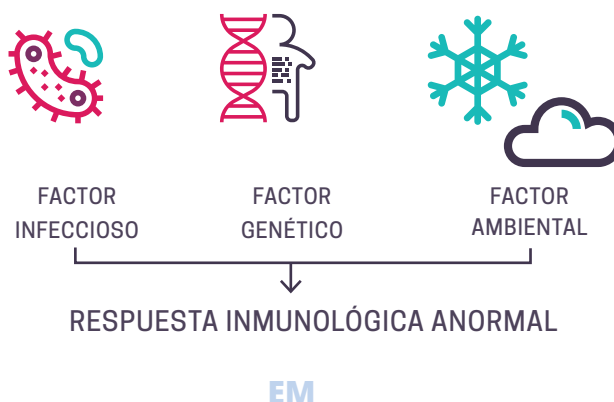 FACTOR
INFECCIOSO
FACTOR
GENÉTICO
FACTOR
AMBIENTAL
RESPUESTA INMUNOLÓGICA ANORMAL
EM